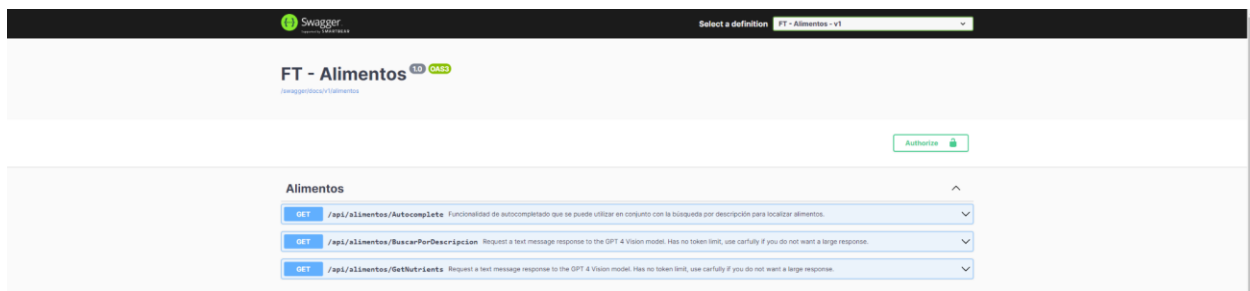 Swagger
Supported by SMARTBEAR
Select a definition
FT - Alimentos - v1
FT - Alimentos 1.0 OAS3
/swagger/docs/v1/alimentos
Authorize
Alimentos
GET /api/alimentos/Autocomplete Funcionalidad de autocompletado que se puede utilizar en conjunto con la búsqueda por descripción para localizar alimentos.
GET /api/alimentos/BuscarPorDescripcion Request a text message response to the GPT 4 Vision model. Has no token limit, use carfully if you do not want a large response.
GET /api/alimentos/GetNutrients Request a text message response to the GPT 4 Vision model. Has no token limit, use carfully if you do not want a large response.